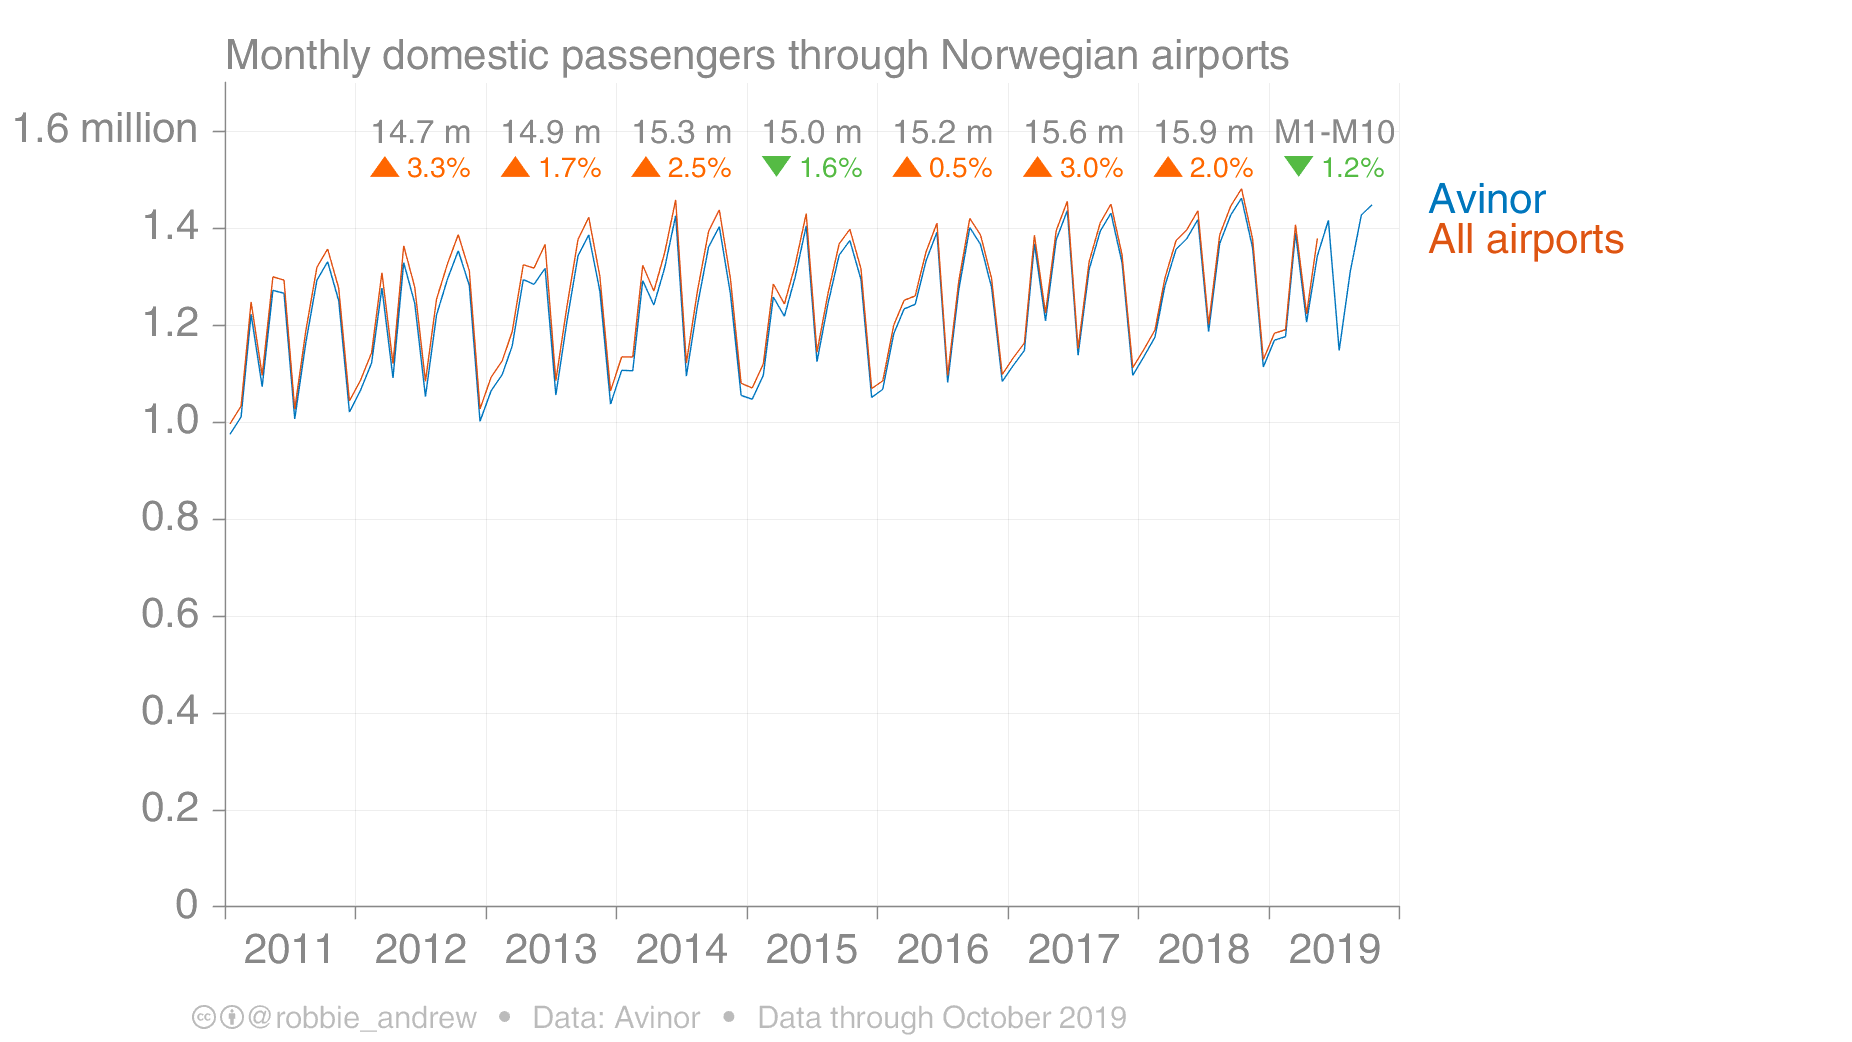 Monthly domestic passengers through Norwegian airports
1.6 million
14.7 m 14.9 m 15.3 m 15.0 m 15.2 m 15.6 m 15.9 m M1-M10
▲ 3.3% ▲ 1.7% ▲ 2.5% ▼ 1.6% ▲ 0.5% ▲ 3.0% ▲ 2.0% ▼ 1.2%
Avinor
All airports
1.4
1.2
1.0
0.8
0.6
0.4
0.2
0
2011 2012 2013 2014 2015 2016 2017 2018 2019
@robbie_andrew • Data: Avinor • Data through October 2019